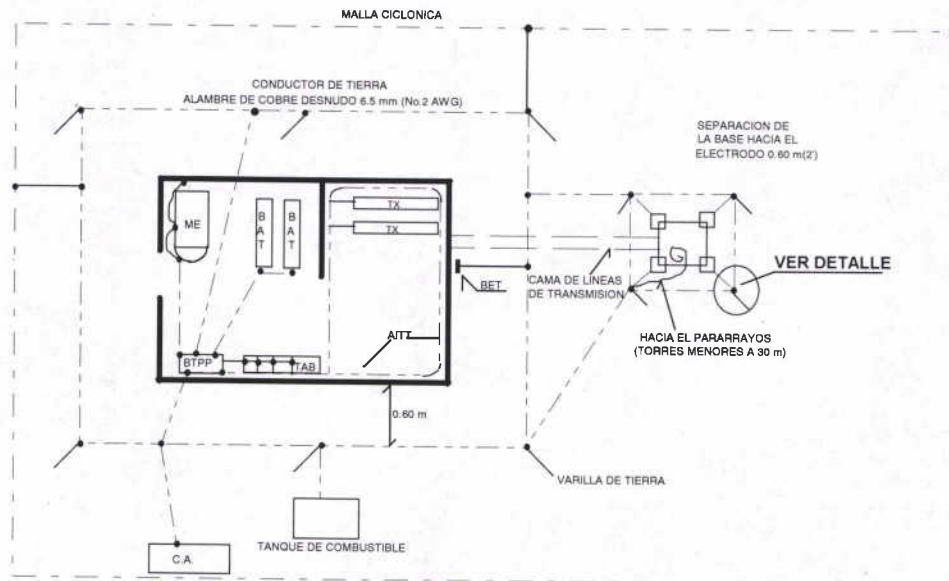 MALLA CICLONICA
CONDUCTOR DE TIERRA
ALAMBRE DE COBRE DESNUDO 6.5 mm (No.2 AWG)
SEPARACION DE
LA BASE HACIA EL
ELECTRODO 0.60 m(2')
ME
BAT
BAT
TX
TX
VER DETALLE
CAMA DE LINEAS
DE TRANSMISION
BET
HACIA EL PARARRAYOS
(TORRES MENORES A 30 m)
AITT
BTPP
TAB
0.60 m
VARILLA DE TIERRA
TANQUE DE COMBUSTIBLE
C.A.